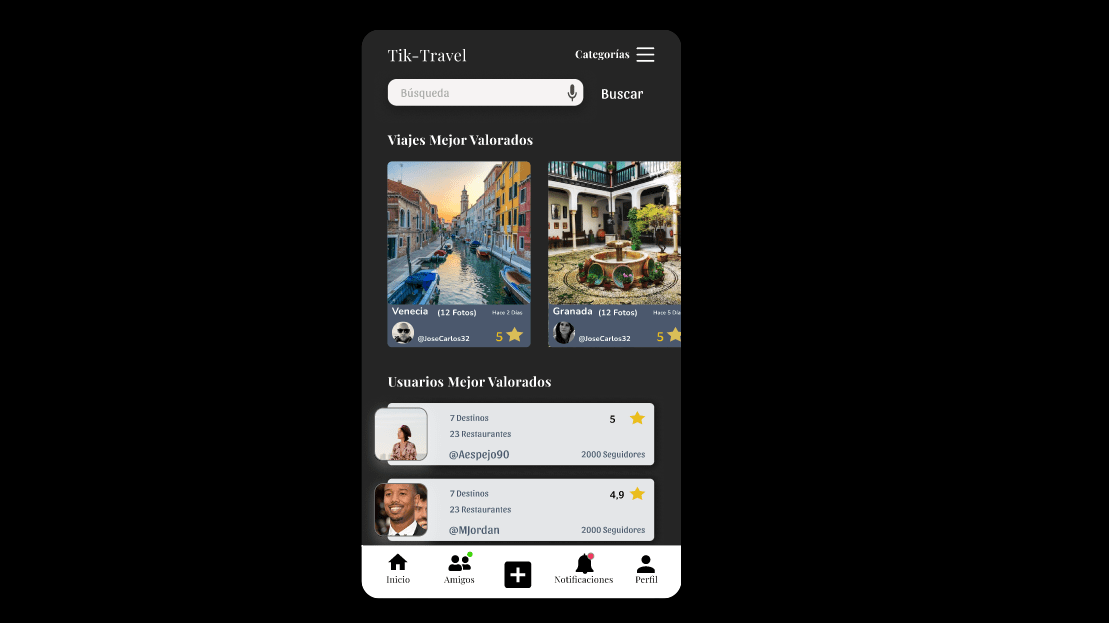 Tik-Travel
Categorías
Búsqueda
Buscar
Viajes Mejor Valorados
Venecia (12 Fotos) Hace 2 Días
@JoseCarlos32 5
Granada (12 Fotos) Hace 5 Día
@JoseCarlos32 5
Usuarios Mejor Valorados
7 Destinos 5
23 Restaurantes
@Aespejo90 2000 Seguidores
7 Destinos 4,9
23 Restaurantes
@MJordan 2000 Seguidores
Inicio Amigos Notificaciones Perfil